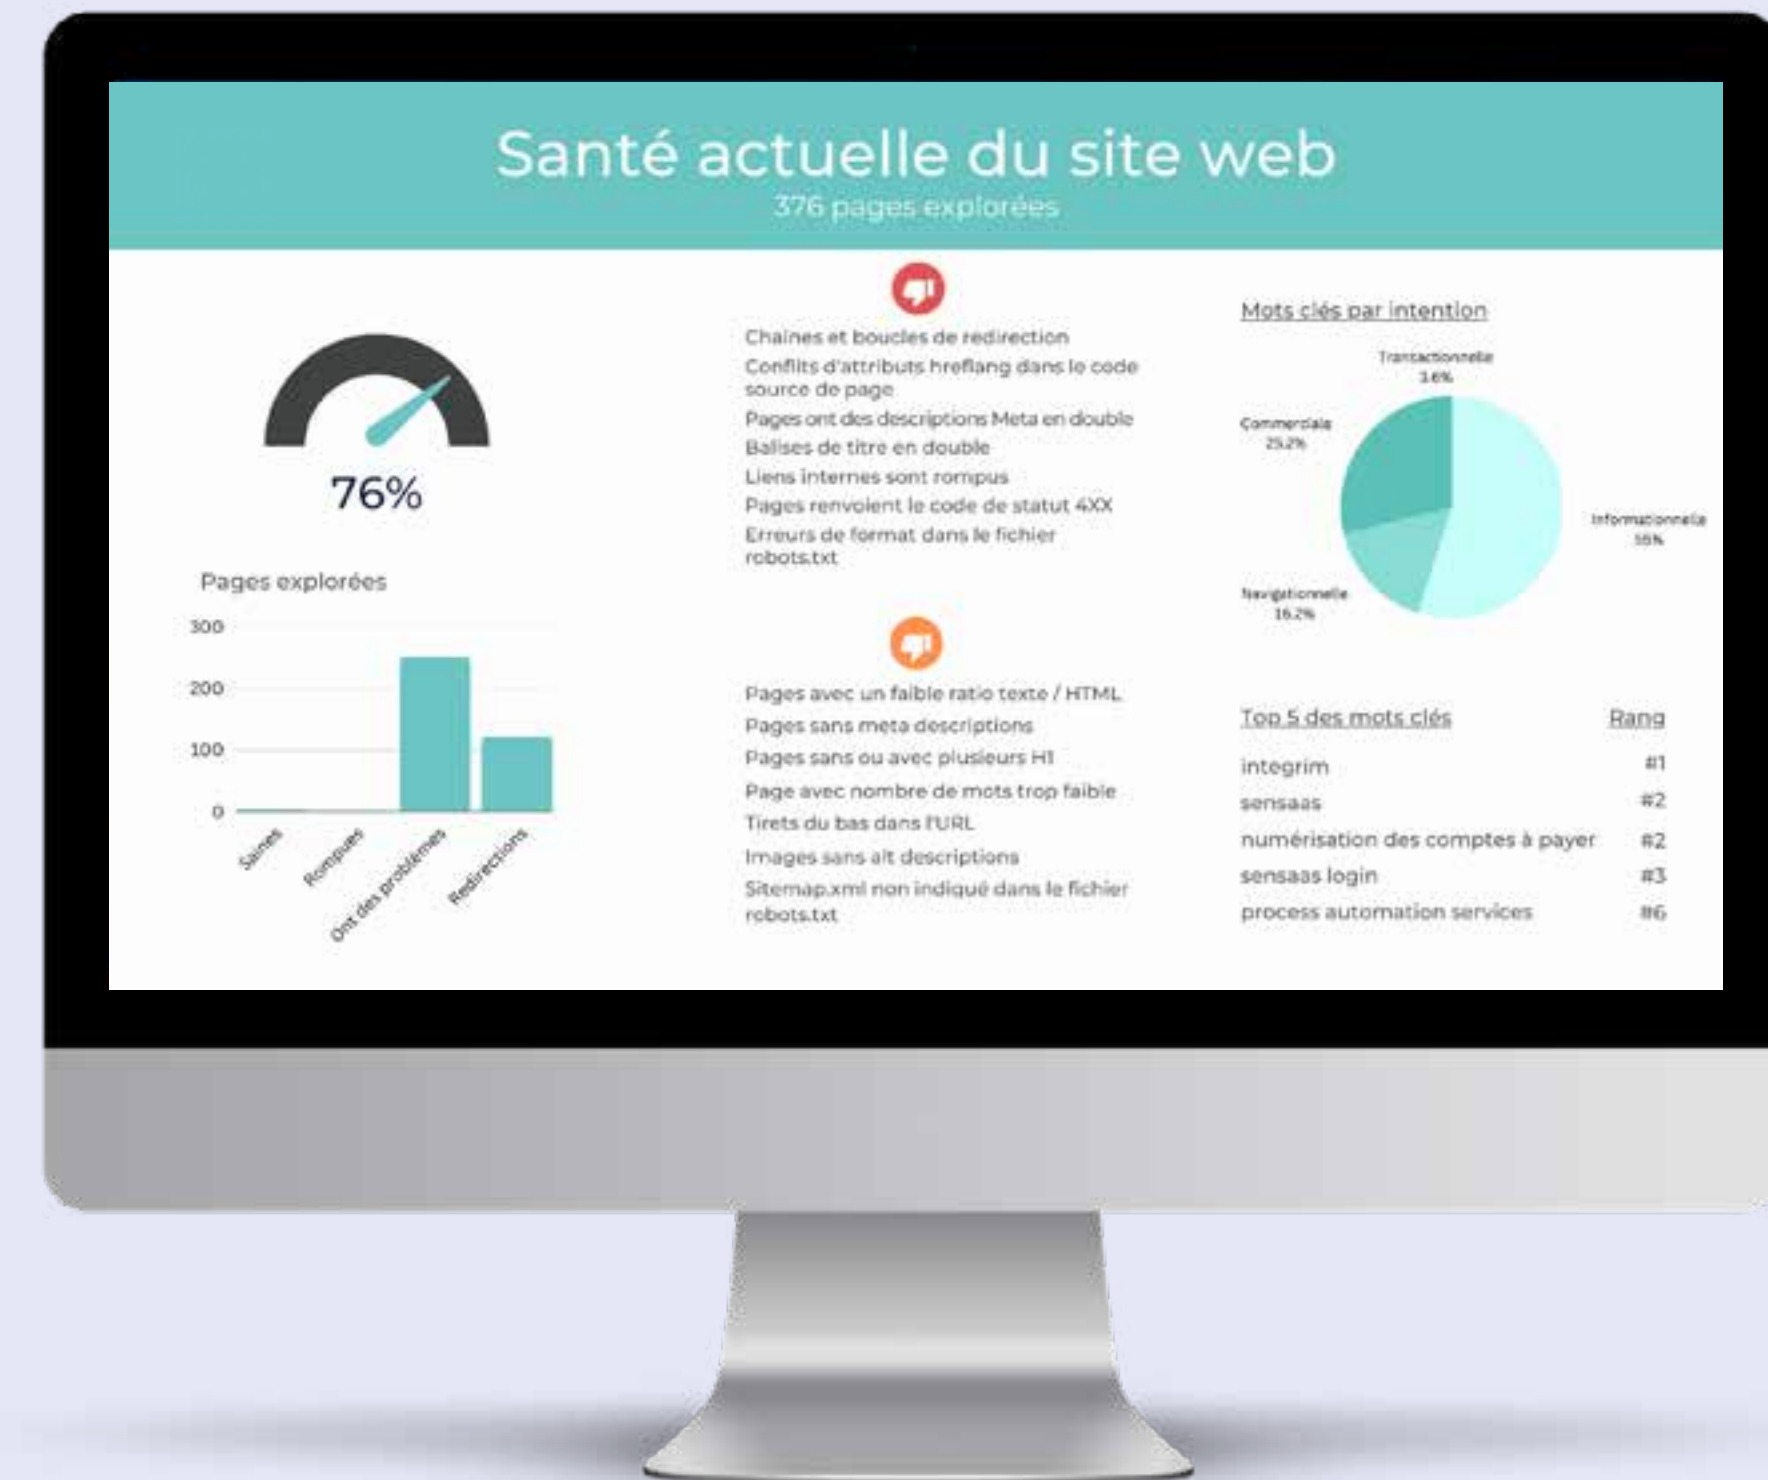 Santé actuelle du site web
376 pages explorées
76%
Pages explorées
300
200
100
0
Saines
Rompues
Ont des problèmes
Redirections
Chaînes et boucles de redirection
Conflits d'attributs hreflang dans le code
source de page
Pages ont des descriptions Meta en double
Balises de titre en double
Liens internes sont rompus
Pages renvoient le code de statut 4XX
Erreurs de format dans le fichier
robots.txt
Pages avec un faible ratio texte / HTML
Pages sans meta descriptions
Pages sans ou avec plusieurs H1
Page avec nombre de mots trop faible
Tirets du bas dans l'URL
Images sans alt descriptions
Sitemap.xml non indiqué dans le fichier
robots.txt
Mots clés par intention
Transactionnelle
3.6%
Commerciale
25.2%
Informationnelle
55%
Navigationnelle
16.2%
Top 5 des mots clés Rang
integrim #1
sensaas #2
numérisation des comptes à payer #2
sensaas login #3
process automation services #6